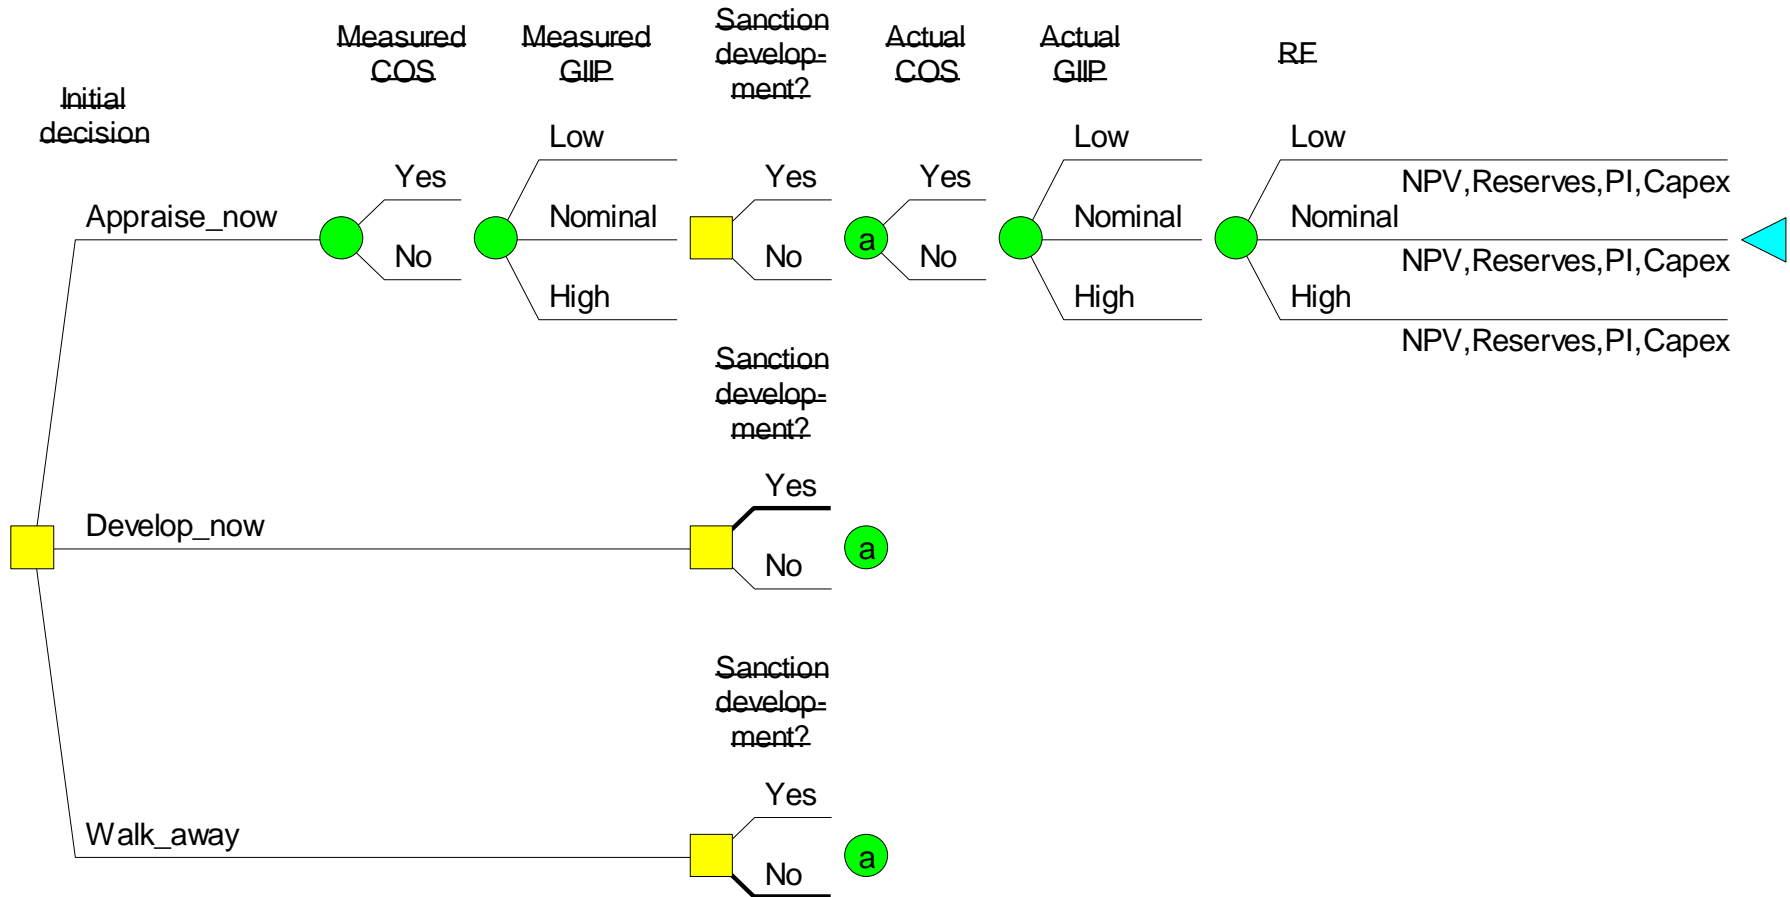 Measured
COS
Measured
GIIP
Sanction
develop-
ment?
Actual
COS
Actual
GIIP
RF
Initial
decision
Appraise_now
Yes
No
Low
Nominal
High
Yes
No
a
Yes
No
Low
Nominal
High
Low
NPV,Reserves,PI,Capex
Nominal
NPV,Reserves,PI,Capex
High
NPV,Reserves,PI,Capex
Sanction
develop-
ment?
Develop_now
Yes
No
a
Sanction
develop-
ment?
Walk_away
Yes
No
a